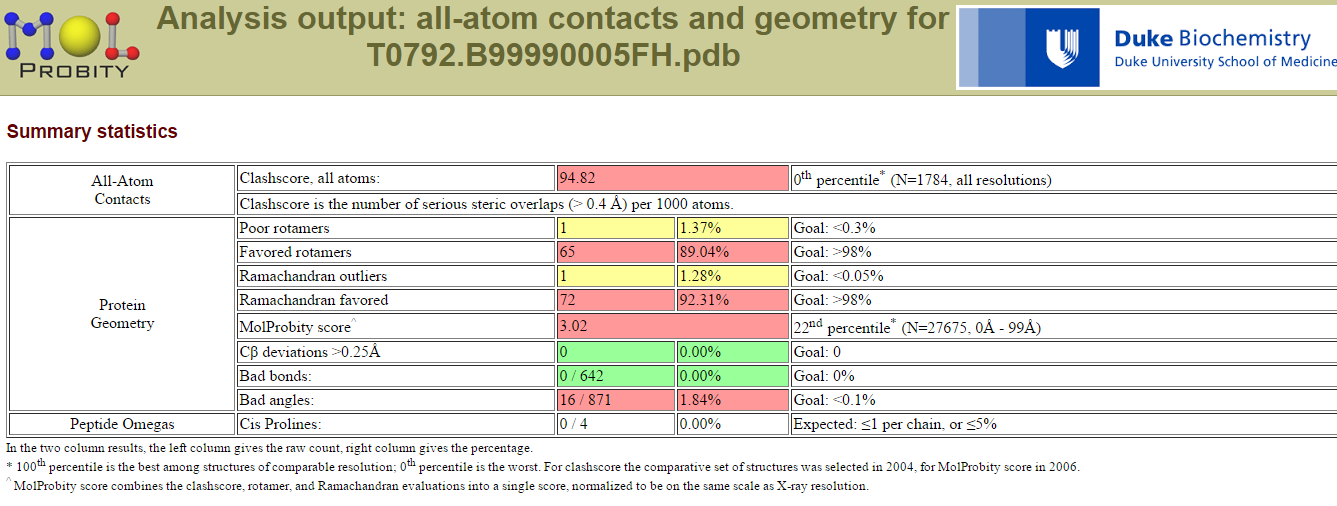 MOL
PROBITY
Analysis output: all-atom contacts and geometry for
T0792.B99990005FH.pdb
Duke Biochemistry
Duke University School of Medicine
Summary statistics
All-Atom
Contacts
Clashscore, all atoms: 94.82 0th percentile* (N=1784, all resolutions)
Clashscore is the number of serious steric overlaps (> 0.4 Å) per 1000 atoms.
Protein
Geometry
Poor rotamers 1 1.37% Goal: <0.3%
Favored rotamers 65 89.04% Goal: >98%
Ramachandran outliers 1 1.28% Goal: <0.05%
Ramachandran favored 72 92.31% Goal: >98%
MolProbity score^ 3.02 22nd percentile* (N=27675, 0Å - 99Å)
Cβ deviations >0.25Å 0 0.00% Goal: 0
Bad bonds: 0 / 642 0.00% Goal: 0%
Bad angles: 16 / 871 1.84% Goal: <0.1%
Peptide Omegas Cis Prolines: 0 / 4 0.00% Expected: ≤1 per chain, or ≤5%
In the two column results, the left column gives the raw count, right column gives the percentage.
* 100th percentile is the best among structures of comparable resolution; 0th percentile is the worst. For clashscore the comparative set of structures was selected in 2004, for MolProbity score in 2006.
^ MolProbity score combines the clashscore, rotamer, and Ramachandran evaluations into a single score, normalized to be on the same scale as X-ray resolution.